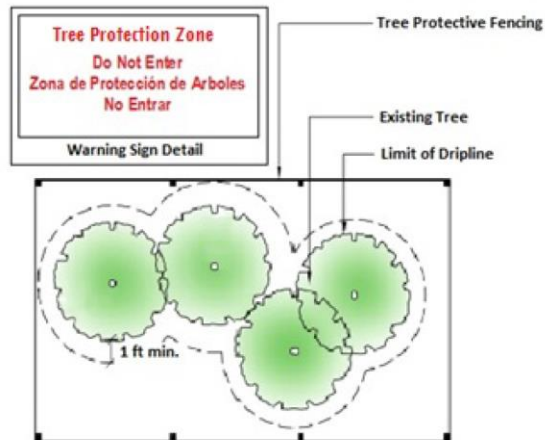 Tree Protection Zone
Do Not Enter
Zona de Protección de Arboles
No Entrar
Warning Sign Detail
Tree Protective Fencing
Existing Tree
Limit of Dripline
1 ft min.